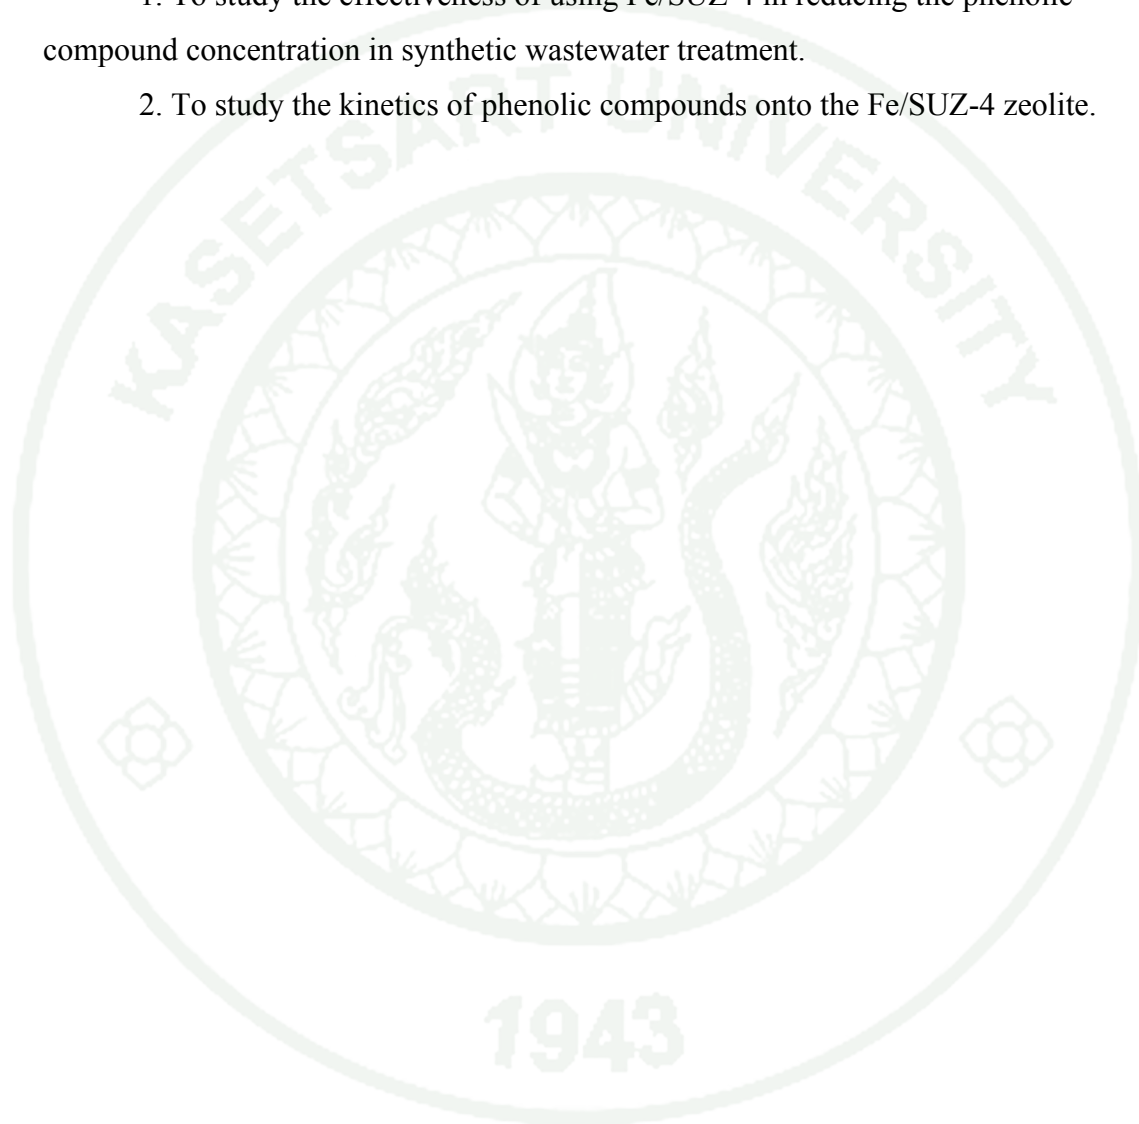 1. To study the effectiveness of using Fe/SUZ-4 in reducing the phenolic
compound concentration in synthetic wastewater treatment.
2. To study the kinetics of phenolic compounds onto the Fe/SUZ-4 zeolite.
KASETSART UNIVERSITY
1943